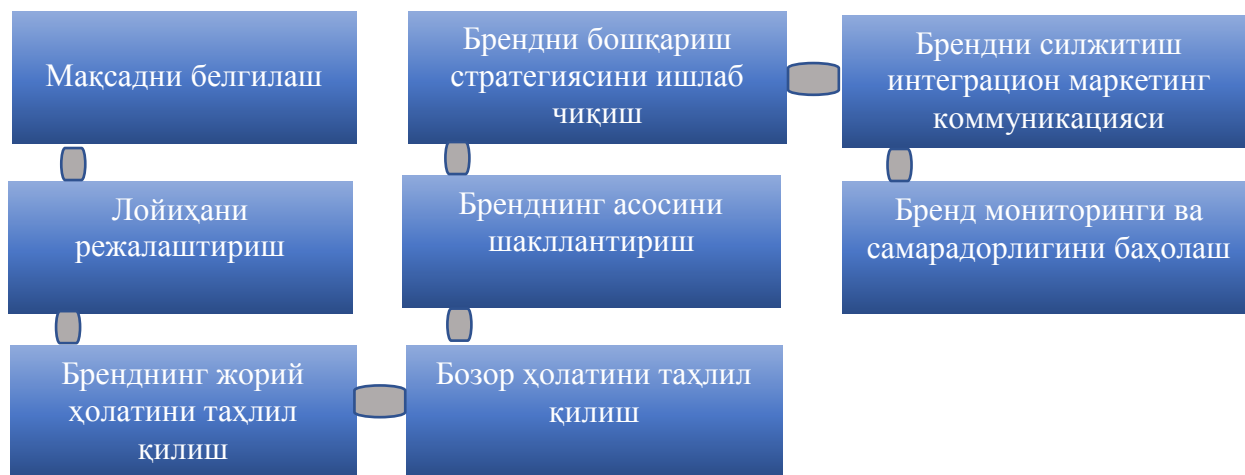 Мақсадни белгилаш
Лойиҳани
режалаштириш
Бренднинг жорий
ҳолатини таҳлил
қилиш
Бозор ҳолатини таҳлил
қилиш
Бренднинг асосини
шакллантириш
Брендни бошқариш
стратегиясини ишлаб
чиқиш
Брендни силжитиш
интеграцион маркетинг
коммуникацияси
Бренд мониторинги ва
самарадорлигини баҳолаш